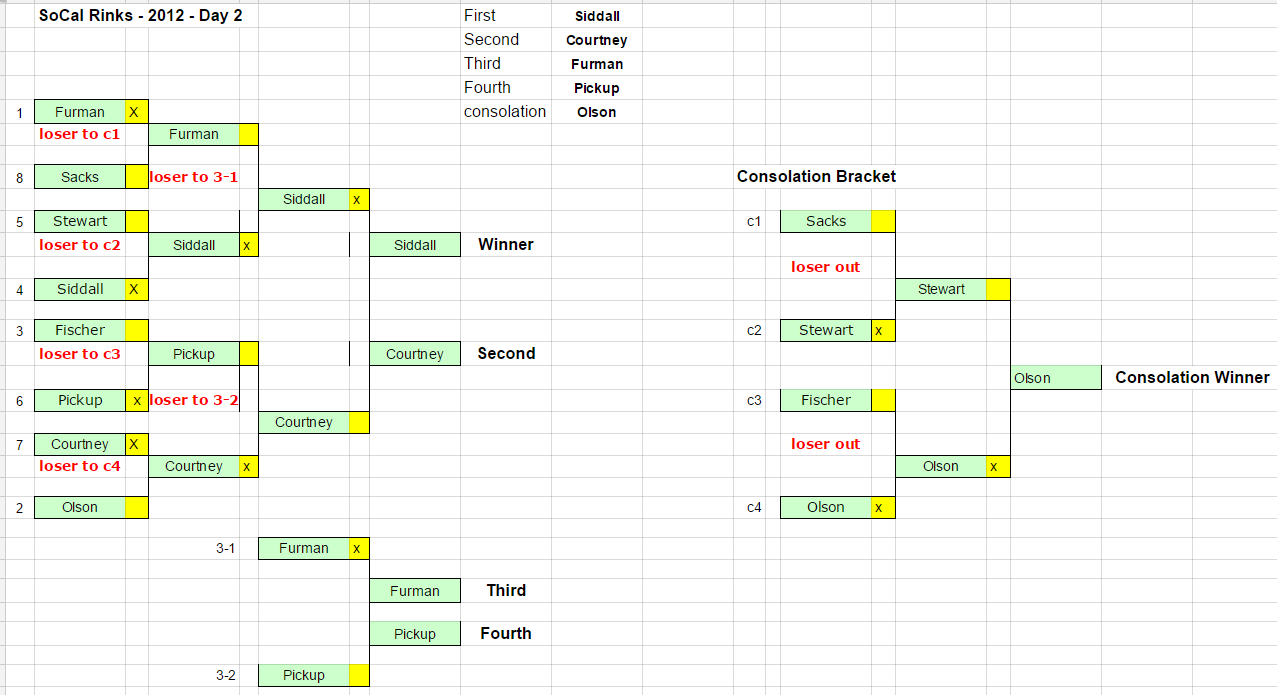 SoCal Rinks - 2012 - Day 2
First Siddall
Second Courtney
Third Furman
Fourth Pickup
consolation Olson
1 Furman X
loser to c1 Furman
8 Sacks loser to 3-1
Siddall x
5 Stewart
loser to c2 Siddall x
Siddall Winner
4 Siddall X
3 Fischer
loser to c3 Pickup
Courtney Second
6 Pickup x loser to 3-2
Courtney
7 Courtney X
loser to c4 Courtney x
2 Olson
3-1 Furman x
Furman Third
Pickup Fourth
3-2 Pickup
Consolation Bracket
c1 Sacks
loser out
Stewart
c2 Stewart x
Olson Consolation Winner
c3 Fischer
loser out
Olson x
c4 Olson x